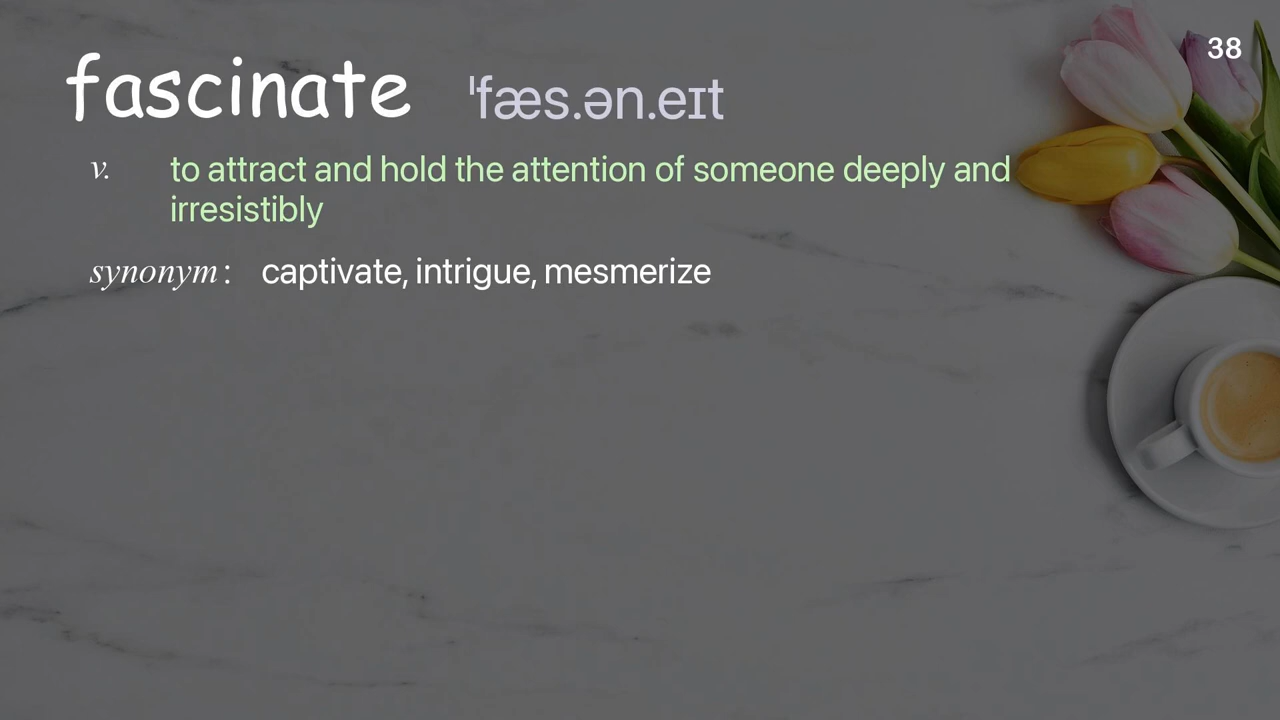 38
fascinate ˈfæs.ən.eɪt
v. to attract and hold the attention of someone deeply and
irresistibly
synonym: captivate, intrigue, mesmerize